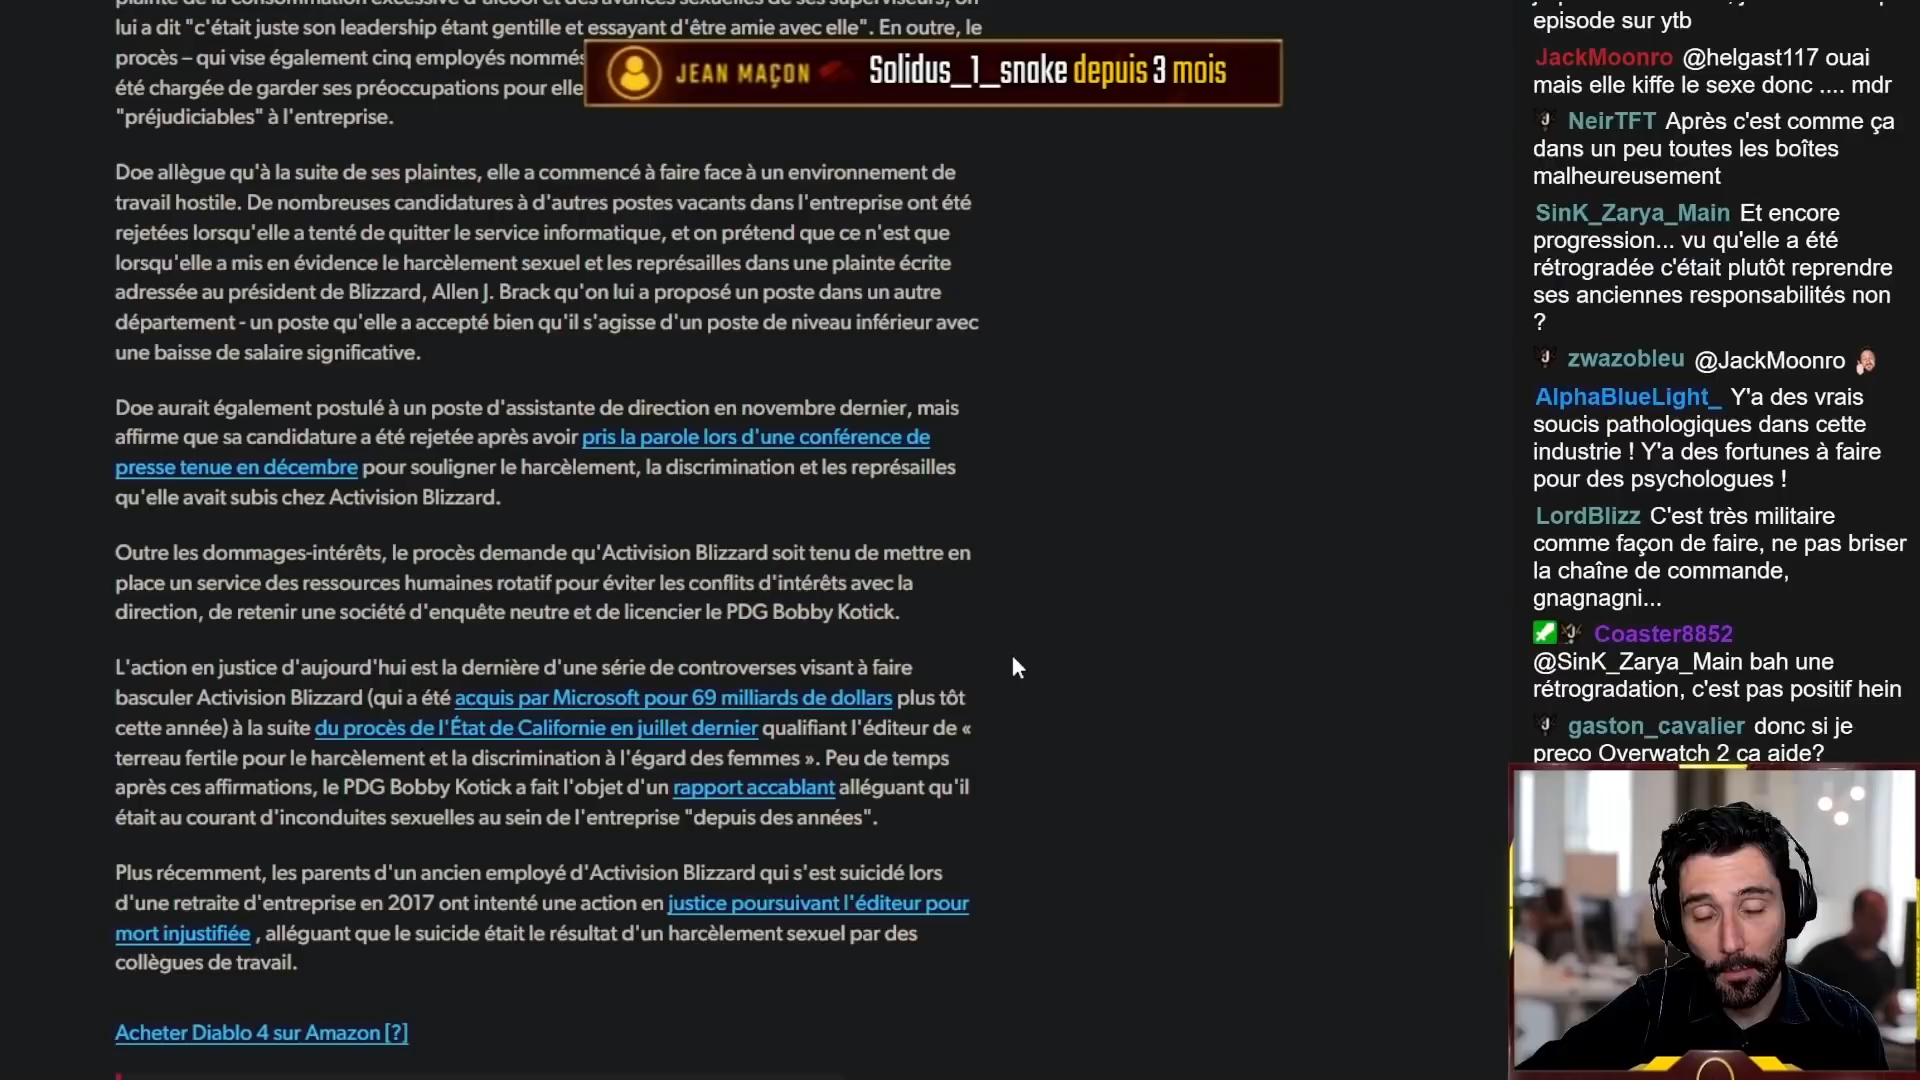 plainte de la consommation excessive d'alcool et des avances sexuelles de ses superviseurs, on
lui a dit "c'était juste son leadership étant gentille et essayant d'être amie avec elle". En outre, le
procès – qui vise également cinq employés nommés
été chargée de garder ses préoccupations pour elle
"préjudiciables" à l'entreprise.
JEAN MAÇON Solidus_1_snake depuis 3 mois
Doe allègue qu'à la suite de ses plaintes, elle a commencé à faire face à un environnement de
travail hostile. De nombreuses candidatures à d'autres postes vacants dans l'entreprise ont été
rejetées lorsqu'elle a tenté de quitter le service informatique, et on prétend que ce n'est que
lorsqu'elle a mis en évidence le harcèlement sexuel et les représailles dans une plainte écrite
adressée au président de Blizzard, Allen J. Brack qu'on lui a proposé un poste dans un autre
département - un poste qu'elle a accepté bien qu'il s'agisse d'un poste de niveau inférieur avec
une baisse de salaire significative.
Doe aurait également postulé à un poste d'assistante de direction en novembre dernier, mais
affirme que sa candidature a été rejetée après avoir pris la parole lors d'une conférence de
presse tenue en décembre pour souligner le harcèlement, la discrimination et les représailles
qu'elle avait subis chez Activision Blizzard.
Outre les dommages-intérêts, le procès demande qu'Activision Blizzard soit tenu de mettre en
place un service des ressources humaines rotatif pour éviter les conflits d'intérêts avec la
direction, de retenir une société d'enquête neutre et de licencier le PDG Bobby Kotick.
L'action en justice d'aujourd'hui est la dernière d'une série de controverses visant à faire
basculer Activision Blizzard (qui a été acquis par Microsoft pour 69 milliards de dollars plus tôt
cette année) à la suite du procès de l'État de Californie en juillet dernier qualifiant l'éditeur de «
terreau fertile pour le harcèlement et la discrimination à l'égard des femmes ». Peu de temps
après ces affirmations, le PDG Bobby Kotick a fait l'objet d'un rapport accablant alléguant qu'il
était au courant d'inconduites sexuelles au sein de l'entreprise "depuis des années".
Plus récemment, les parents d'un ancien employé d'Activision Blizzard qui s'est suicidé lors
d'une retraite d'entreprise en 2017 ont intenté une action en justice poursuivant l'éditeur pour
mort injustifiée , alléguant que le suicide était le résultat d'un harcèlement sexuel par des
collègues de travail.
Acheter Diablo 4 sur Amazon [?]
episode sur ytb
JackMoonro @helgast117 ouai
mais elle kiffe le sexe donc .... mdr
NeirTFT Après c'est comme ça
dans un peu toutes les boîtes
malheureusement
SinK_Zarya_Main Et encore
progression... vu qu'elle a été
rétrogradée c'était plutôt reprendre
ses anciennes responsabilités non
?
zwazobleu @JackMoonro
AlphaBlueLight_ Y'a des vrais
soucis pathologiques dans cette
industrie ! Y'a des fortunes à faire
pour des psychologues !
LordBlizz C'est très militaire
comme façon de faire, ne pas briser
la chaîne de commande,
gnagnagni...
Coaster8852
@SinK_Zarya_Main bah une
rétrogradation, c'est pas positif hein
gaston_cavalier donc si je
preco Overwatch 2 ca aide?